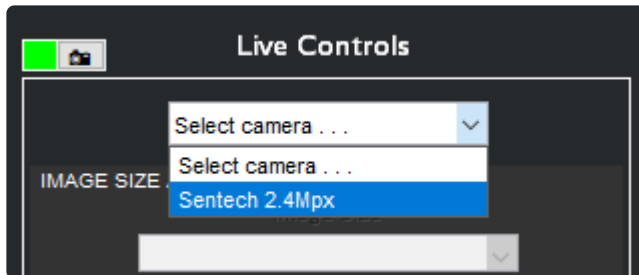 Live Controls
Select camera . . .
Select camera . . .
IMAGE SIZE
Sentech 2.4Mpx